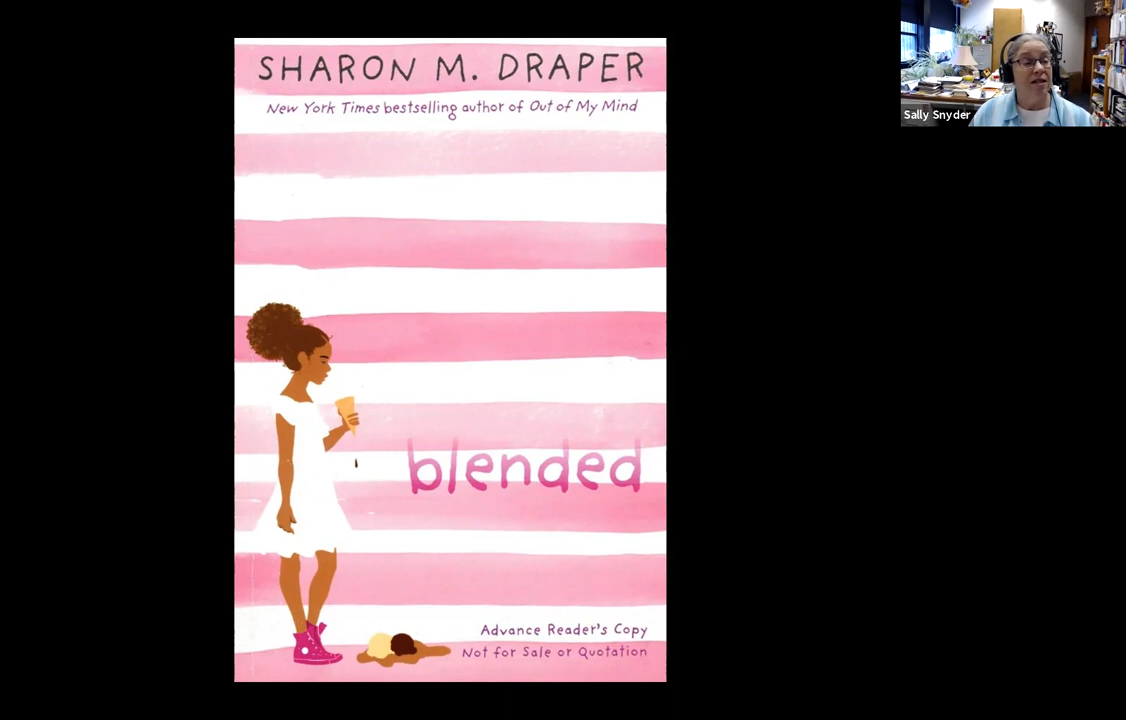 SHARON M. DRAPER
New York Times bestselling author of Out of My Mind
blended
Advance Reader's Copy
Not for Sale or Quotation
Sally Snyder